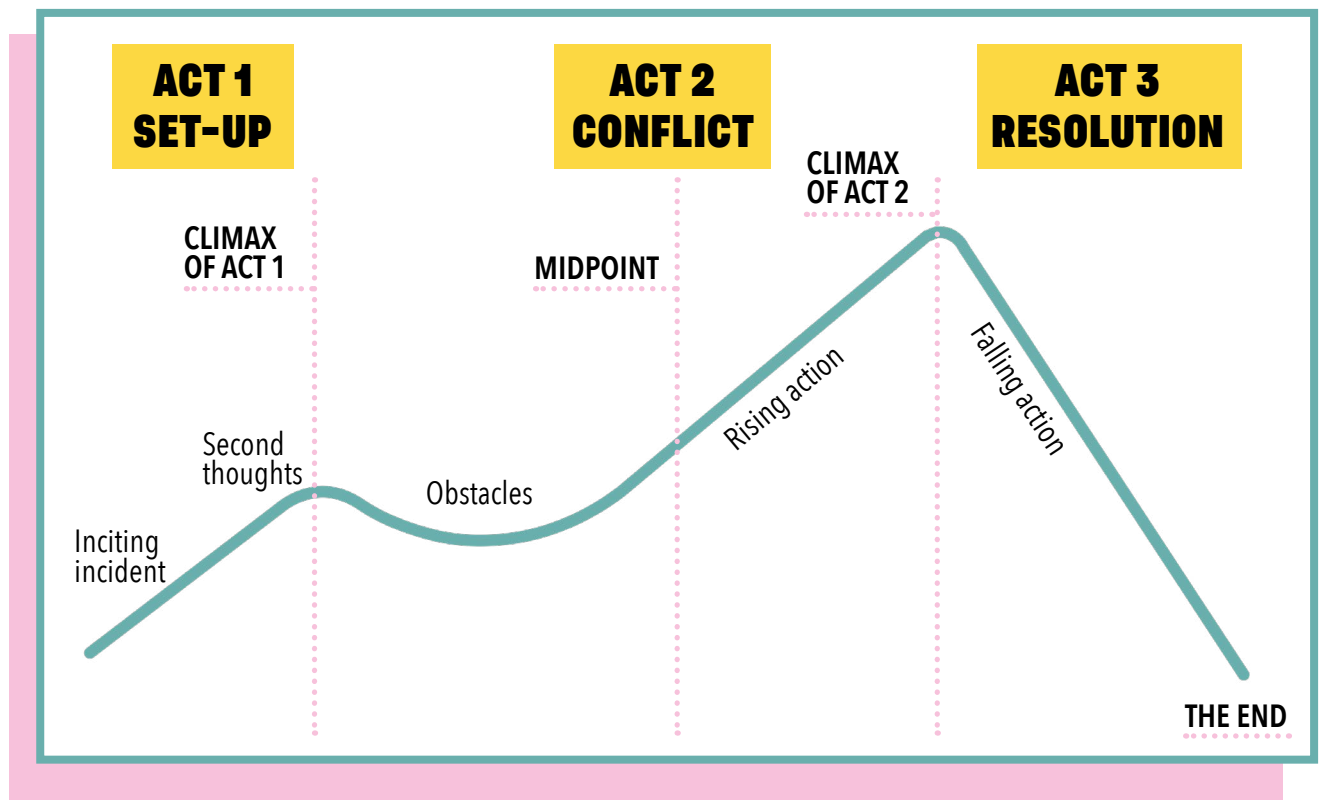 ACT 1
SET-UP
ACT 2
CONFLICT
ACT 3
RESOLUTION
CLIMAX
OF ACT 1
MIDPOINT
CLIMAX
OF ACT 2
Inciting
incident
Second
thoughts
Obstacles
Rising action
Falling action
THE END